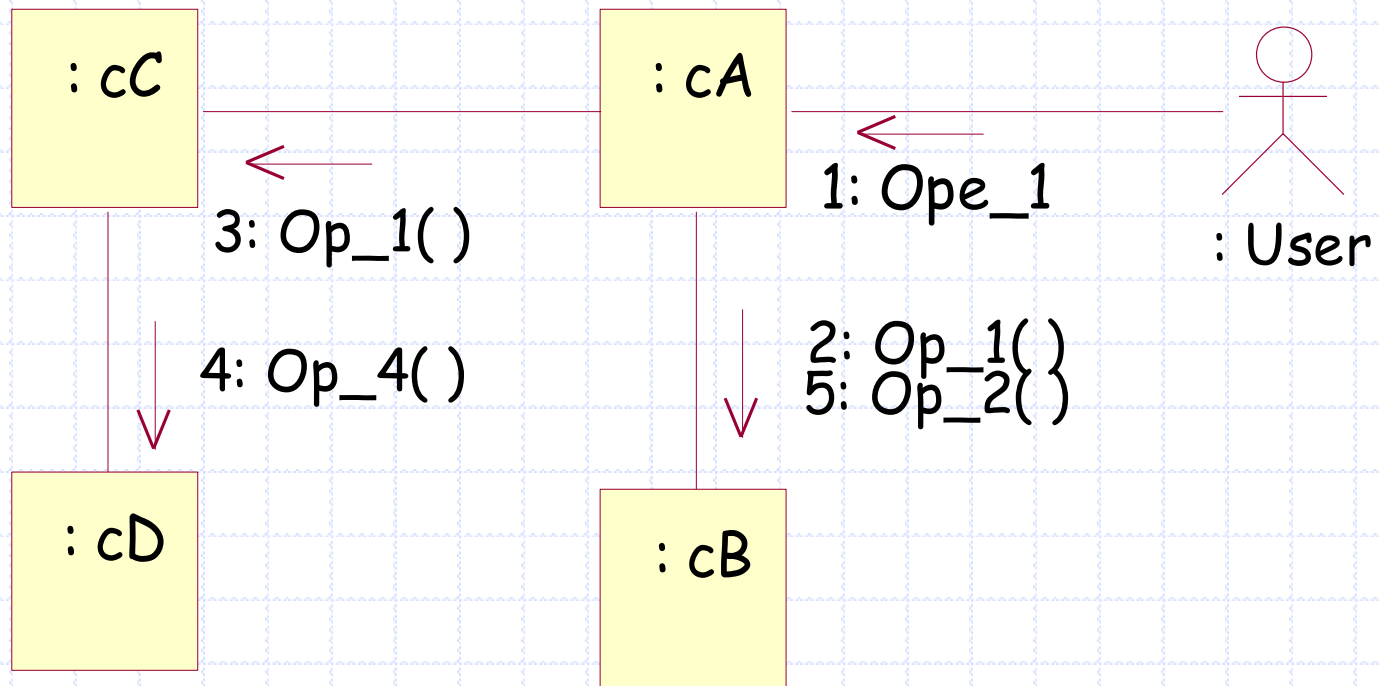 : cC
: cA
1: Ope_1
: User
3: Op_1( )
4: Op_4( )
2: Op_1( )
5: Op_2( )
: cD
: cB